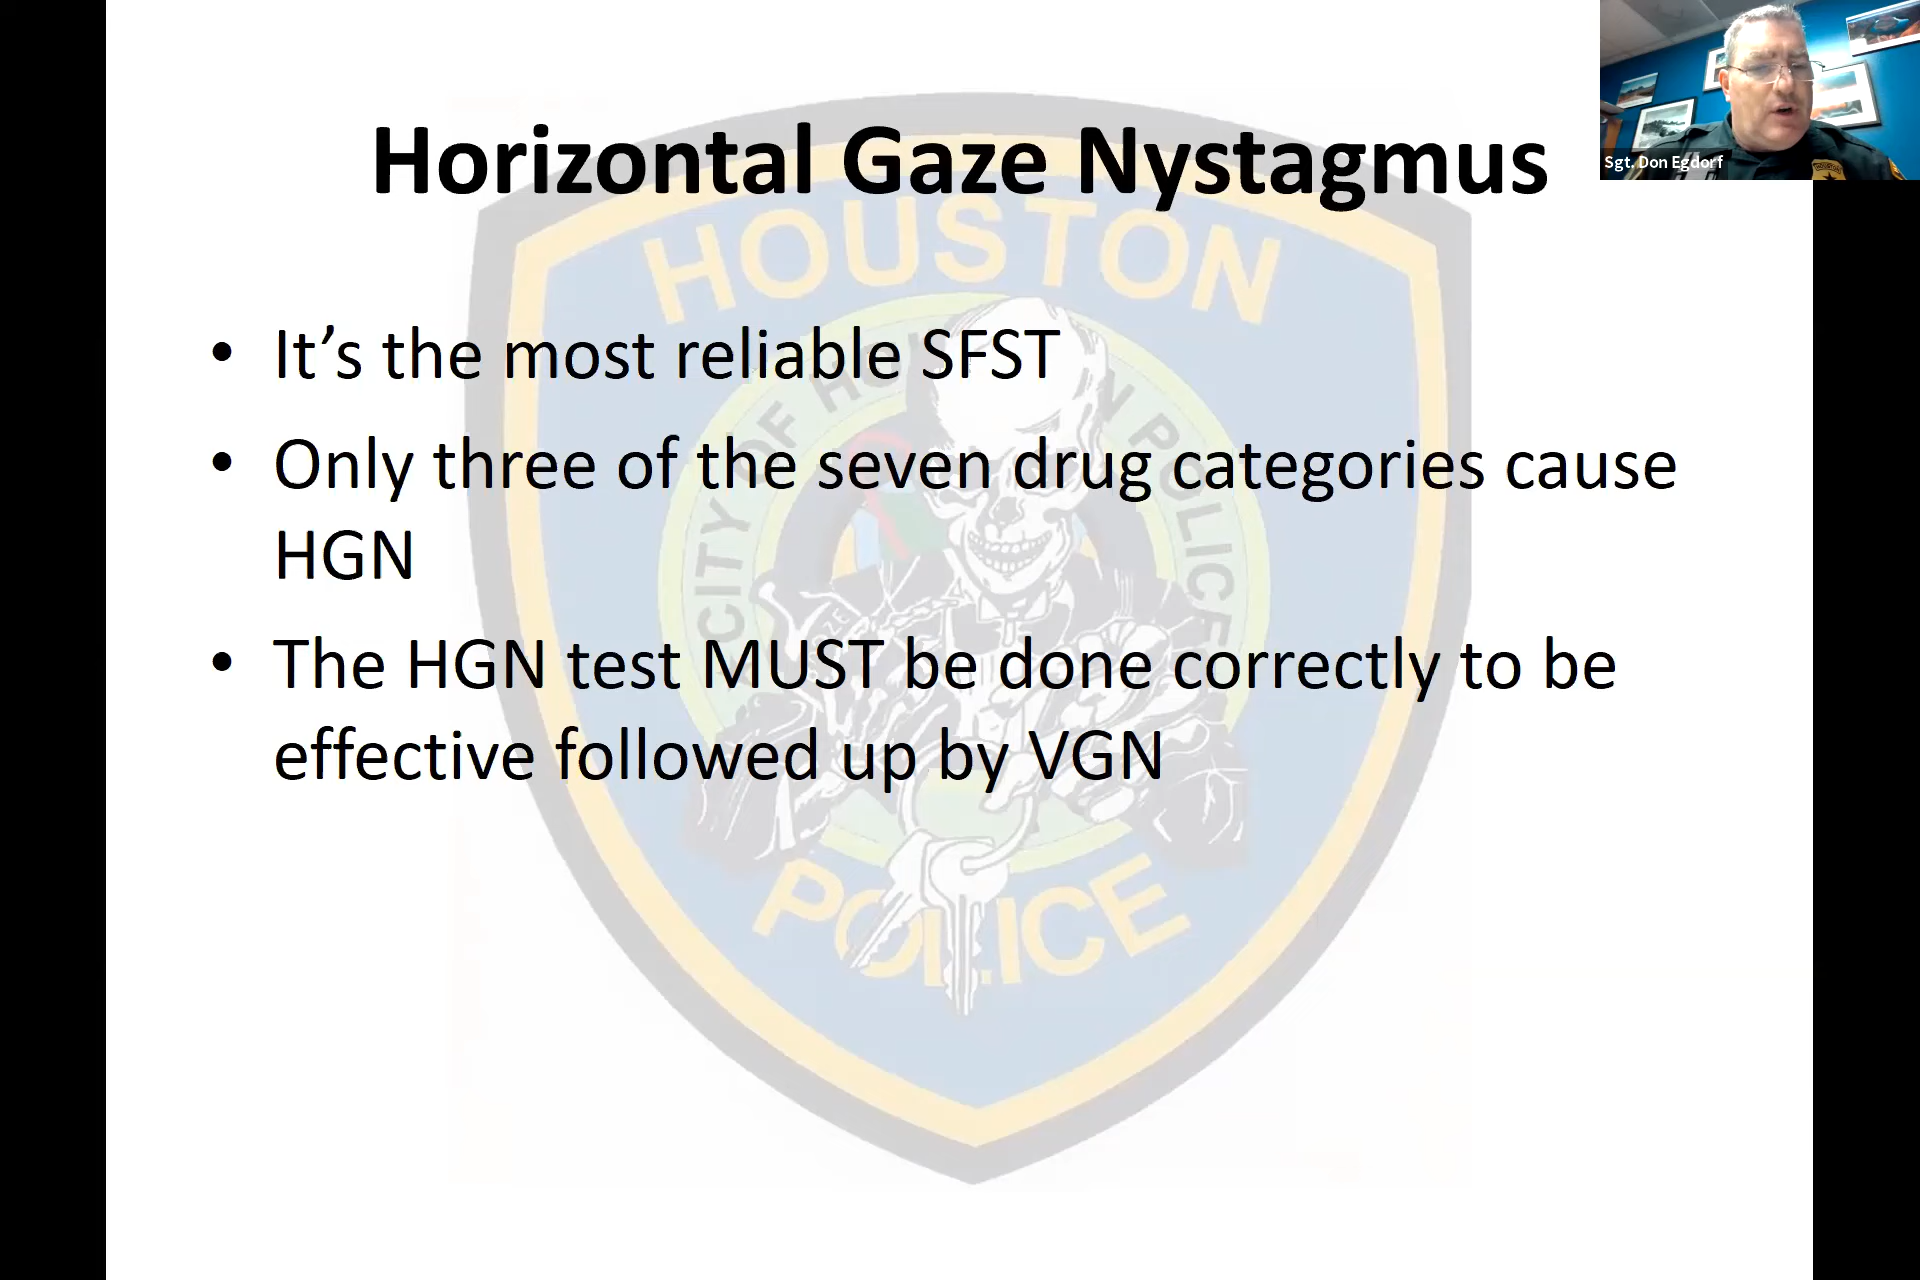 Horizontal Gaze Nystagmus
Sgt. Don Egdorf
HOUSTON
• It’s the most reliable SFST
• Only three of the seven drug categories cause
HGN
• The HGN test MUST be done correctly to be
effective followed up by VGN
CITY OF HOUSTON POLICE
POLICE